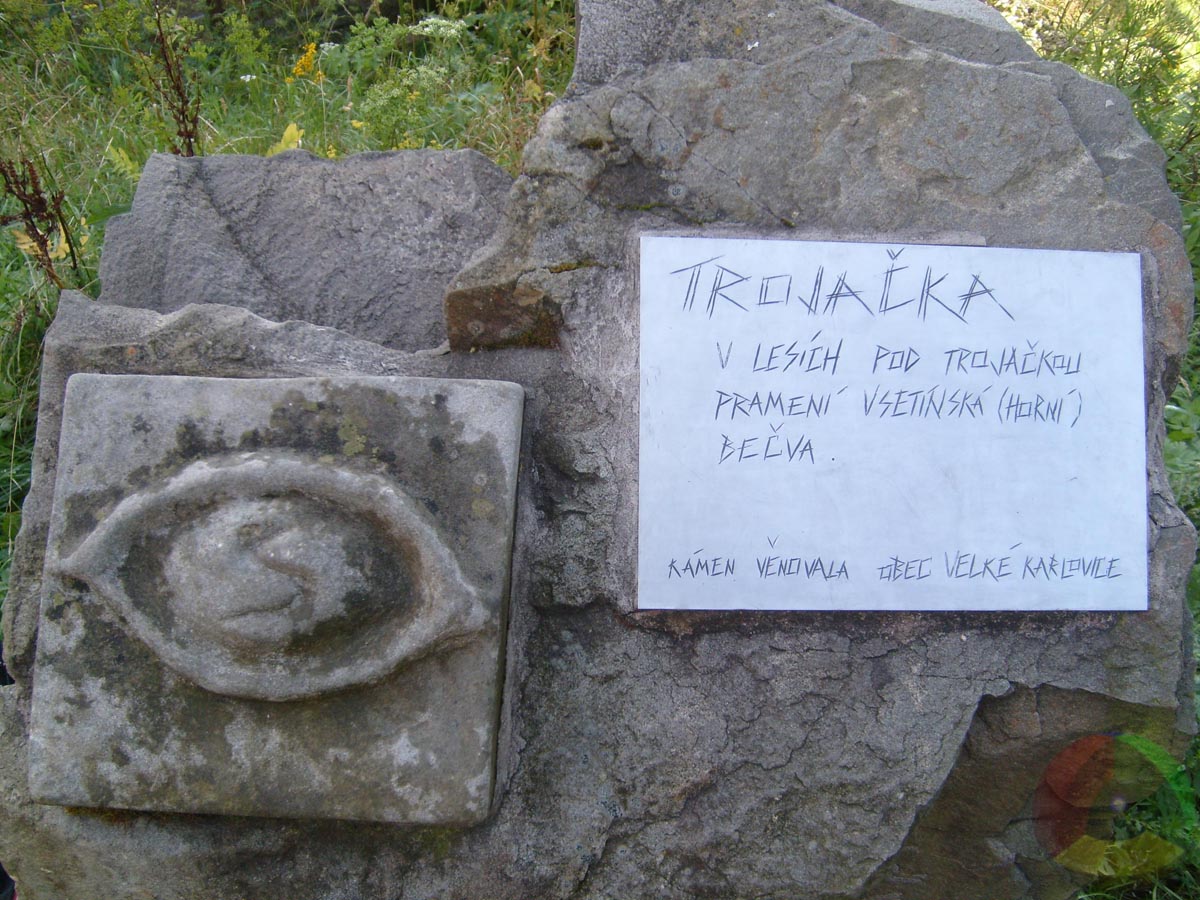 TROJAČKA
V LESÍCH POD TROJAČKOU
PRAMENÍ VSETÍNSKÁ (HORNÍ)
BEČVA.
KÁMEN VĚNOVALA OBEC VELKÉ KARLOVICE